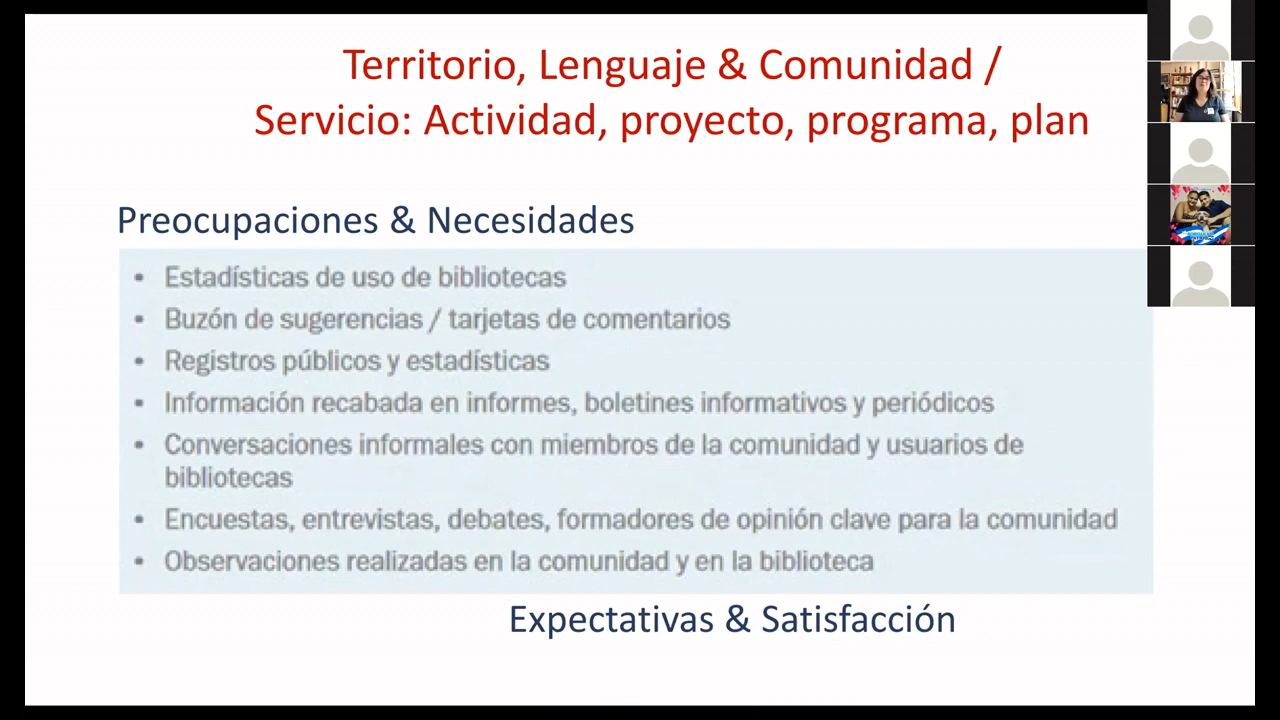 Territorio, Lenguaje & Comunidad /
Servicio: Actividad, proyecto, programa, plan
Preocupaciones & Necesidades
• Estadísticas de uso de bibliotecas
• Buzón de sugerencias / tarjetas de comentarios
• Registros públicos y estadísticas
• Información recabada en informes, boletines informativos y periódicos
• Conversaciones informales con miembros de la comunidad y usuarios de
bibliotecas
• Encuestas, entrevistas, debates, formadores de opinión clave para la comunidad
• Observaciones realizadas en la comunidad y en la biblioteca
Expectativas & Satisfacción